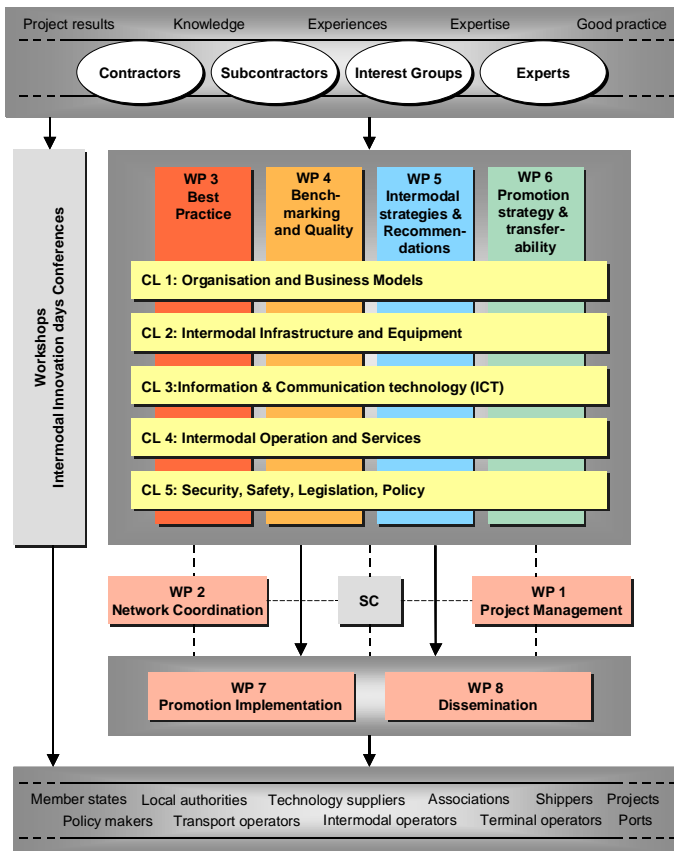 Project results Knowledge Experiences Expertise Good practice
Contractors Subcontractors Interest Groups Experts
Workshops
Intermodal Innovation days Conferences
WP 3
Best
Practice
WP 4
Bench-
marking
and Quality
WP 5
Intermodal
strategies &
Recommen-
dations
WP 6
Promotion
strategy &
transfer-
ability
CL 1: Organisation and Business Models
CL 2: Intermodal Infrastructure and Equipment
CL 3:Information & Communication technology (ICT)
CL 4: Intermodal Operation and Services
CL 5: Security, Safety, Legislation, Policy
WP 2
Network Coordination
SC
WP 1
Project Management
WP 7
Promotion Implementation
WP 8
Dissemination
Member states Local authorities Technology suppliers Associations Shippers Projects
Policy makers Transport operators Intermodal operators Terminal operators Ports